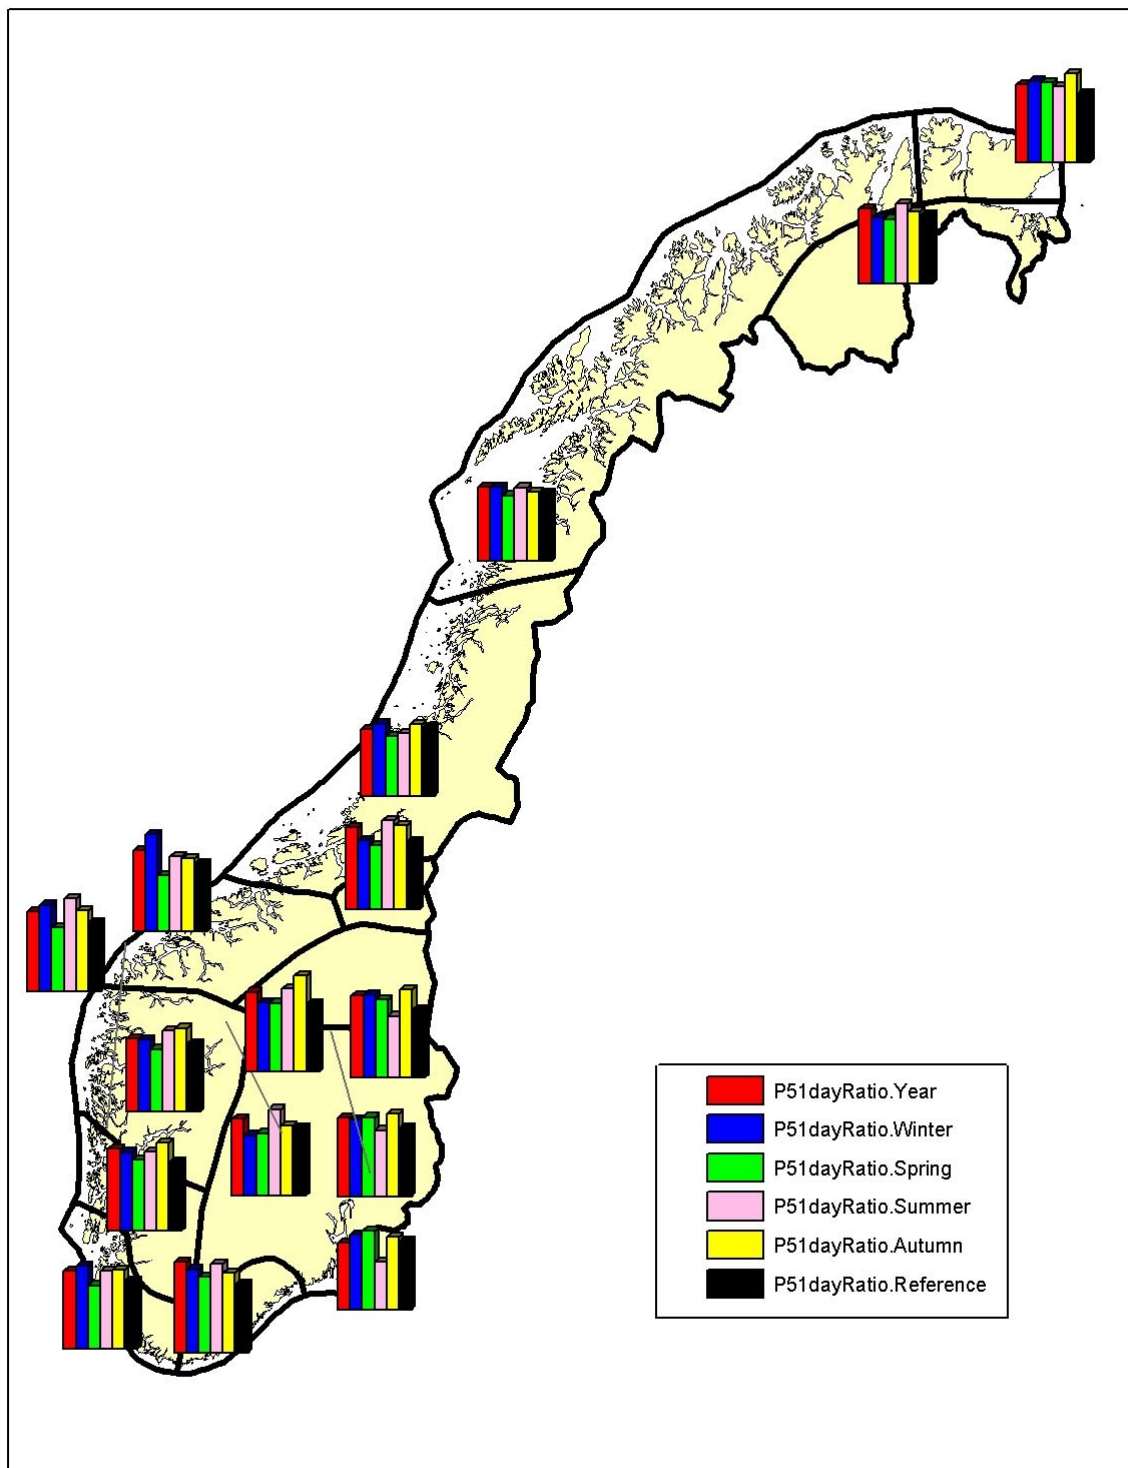 P51dayRatio.Year
P51dayRatio.Winter
P51dayRatio.Spring
P51dayRatio.Summer
P51dayRatio.Autumn
P51dayRatio.Reference